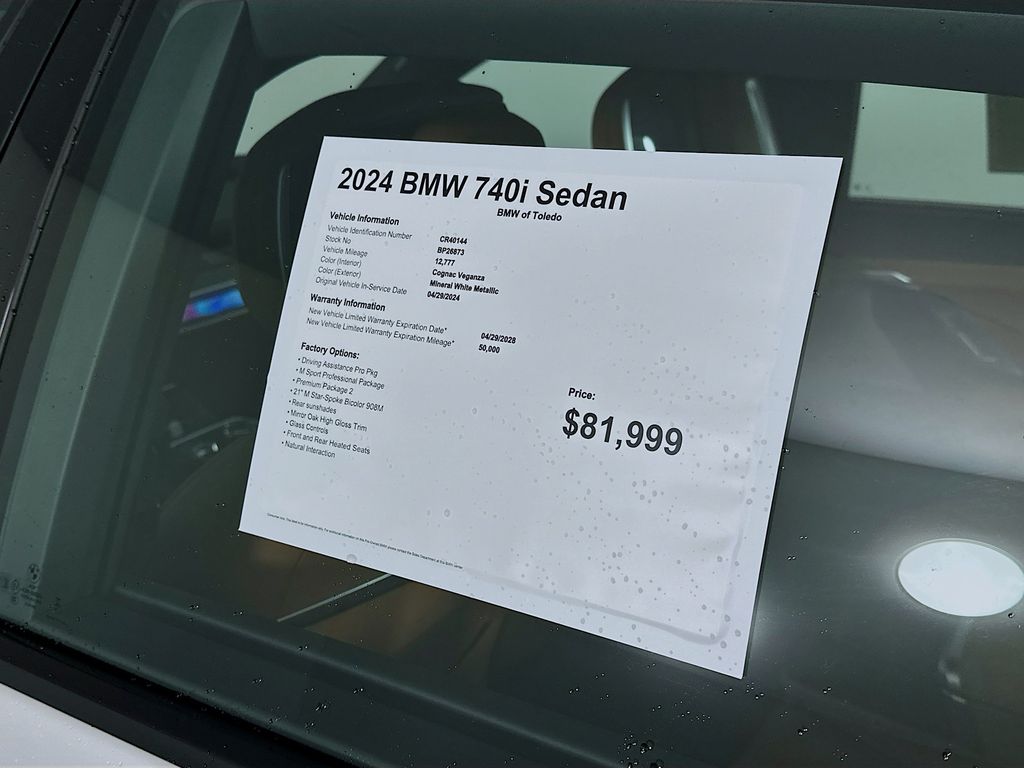 2024 BMW 740i Sedan
BMW of Toledo
Vehicle Information
Vehicle Identification Number CR40144
Stock No BP26873
Vehicle Mileage 12,777
Color (Interior) Cognac Veganza
Color (Exterior) Mineral White Metallic
Original Vehicle In-Service Date 04/29/2024
Warranty Information
New Vehicle Limited Warranty Expiration Date* 04/29/2028
New Vehicle Limited Warranty Expiration Mileage* 50,000
Factory Options:
• Driving Assistance Pro Pkg
• M Sport Professional Package
• Premium Package 2
• 21" M Star-Spoke Bicolor 908M
• Rear sunshades
• Mirror Oak High Gloss Trim
• Glass Controls
• Front and Rear Heated Seats
• Natural Interaction
Price:
$81,999